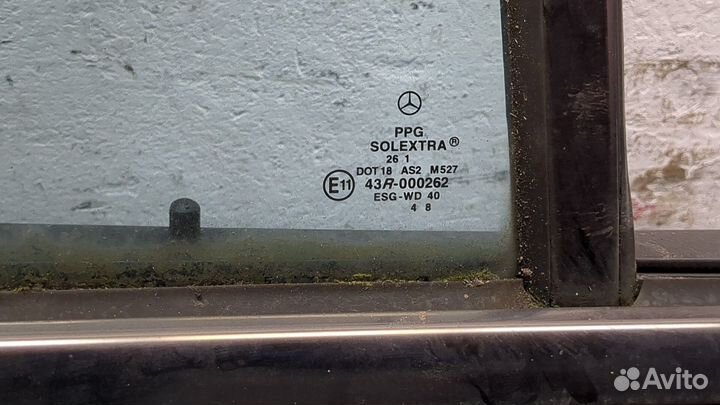 PPG
SOLEXTRA®
26 1
DOT 18 AS2 M527
E11 43R-000262
ESG-WD 40
4 8
Avito